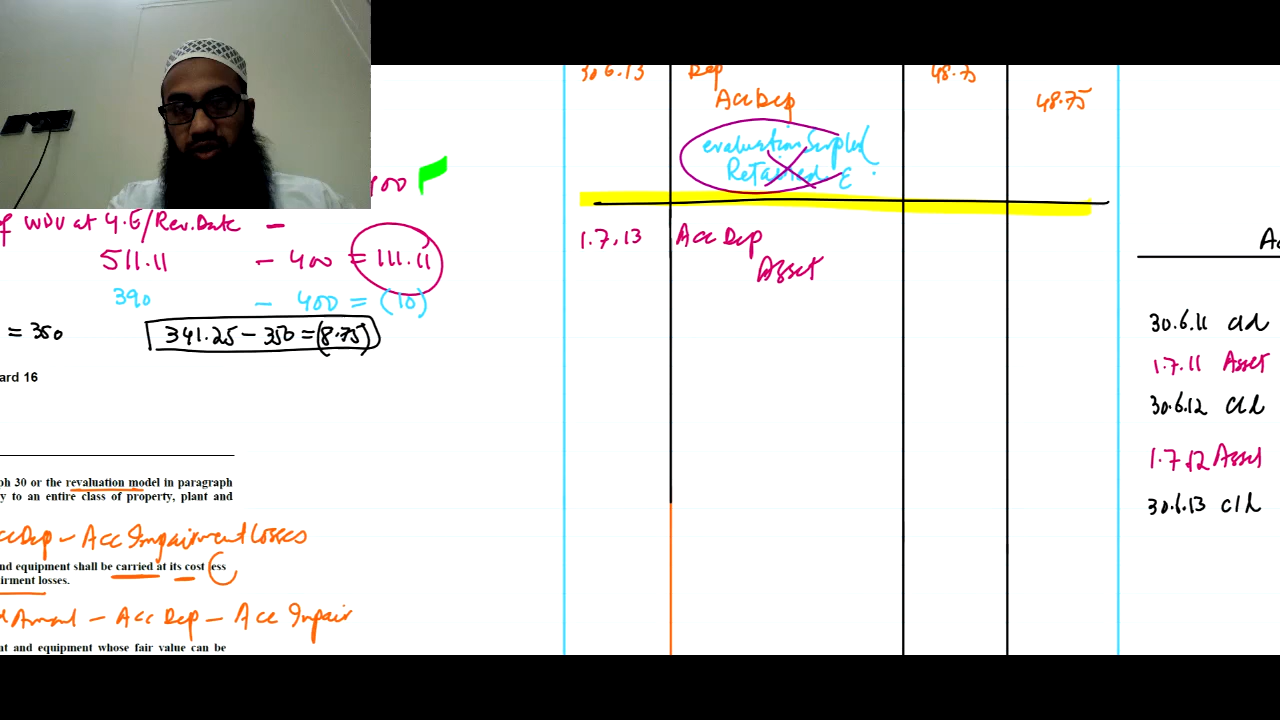 400
of WDV at Y.E/Rev.Date -
511.11 - 400 = 111.11
390 - 400 = (10)
= 350 341.25 - 350 = (8.75)
ard 16
ph 30 or the revaluation model in paragraph
y to an entire class of property, plant and
cc Dep - Acc Impairment Losses
and equipment shall be carried at its cost less
irment losses.
Amount - Acc Dep - Acc Impair
nt and equipment whose fair value can be
30.6.13 Dep 48.75
Acc Dep 48.75
evaluation Surplus
Retained E
1.7.13 Acc Dep
Asset
Ac
30.6.11 c/d
1.7.11 Asset
30.6.12 c/d
1.7.12 Asset
30.6.13 c/d